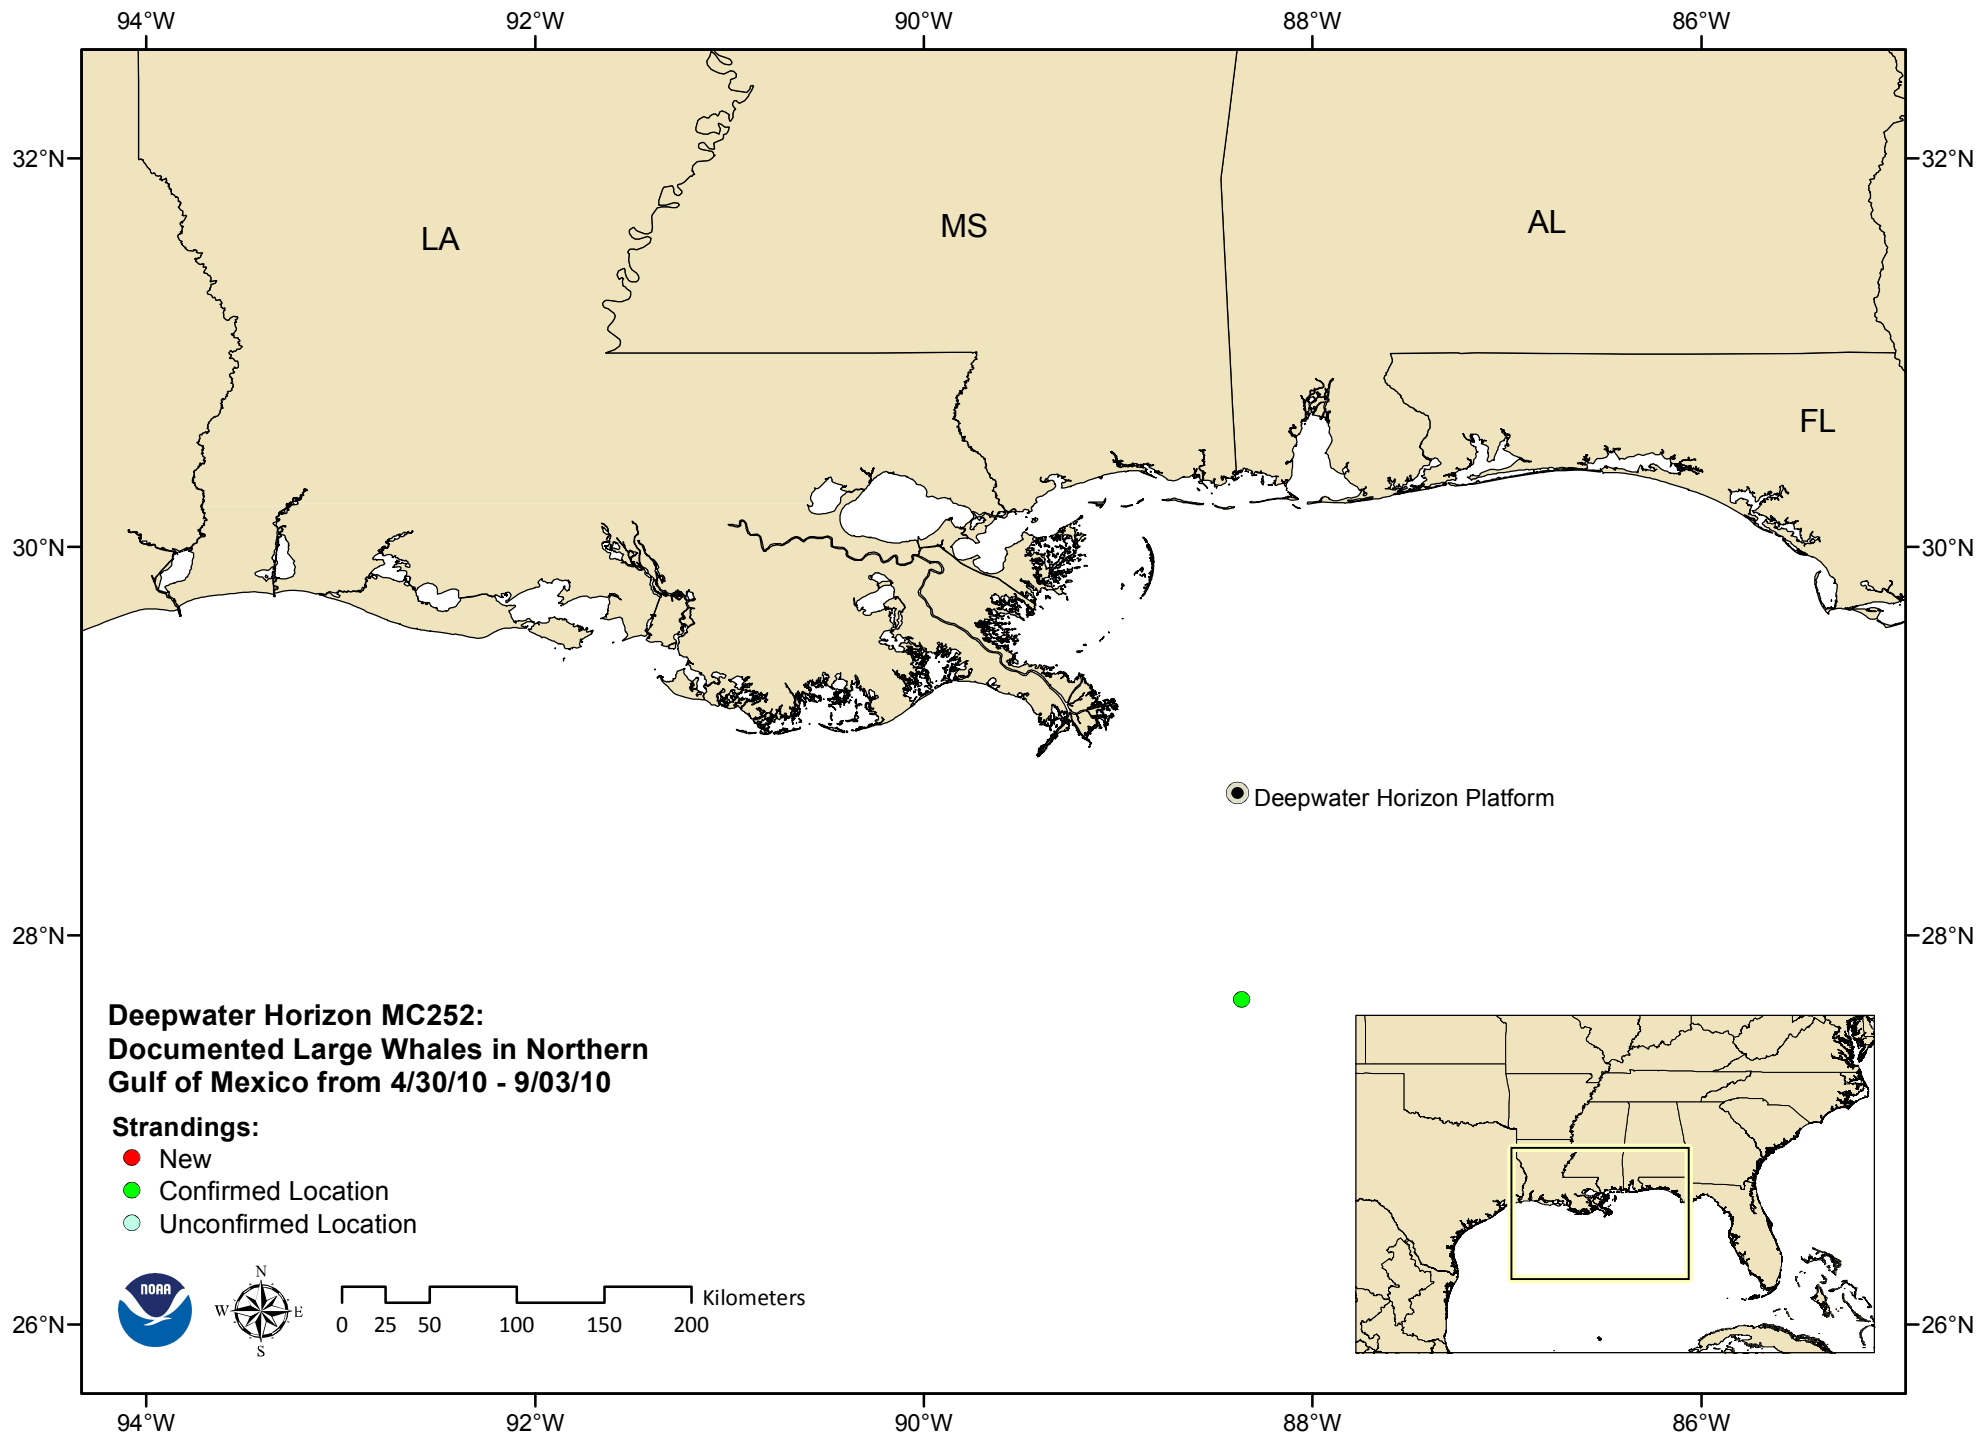 94°W 92°W 90°W 88°W 86°W
32°N 32°N
LA MS AL
FL
30°N 30°N
Deepwater Horizon Platform
28°N 28°N
Deepwater Horizon MC252:
Documented Large Whales in Northern
Gulf of Mexico from 4/30/10 - 9/03/10
Strandings:
New
Confirmed Location
Unconfirmed Location
NOAA
N
W E
S
Kilometers
0 25 50 100 150 200
26°N 26°N
94°W 92°W 90°W 88°W 86°W